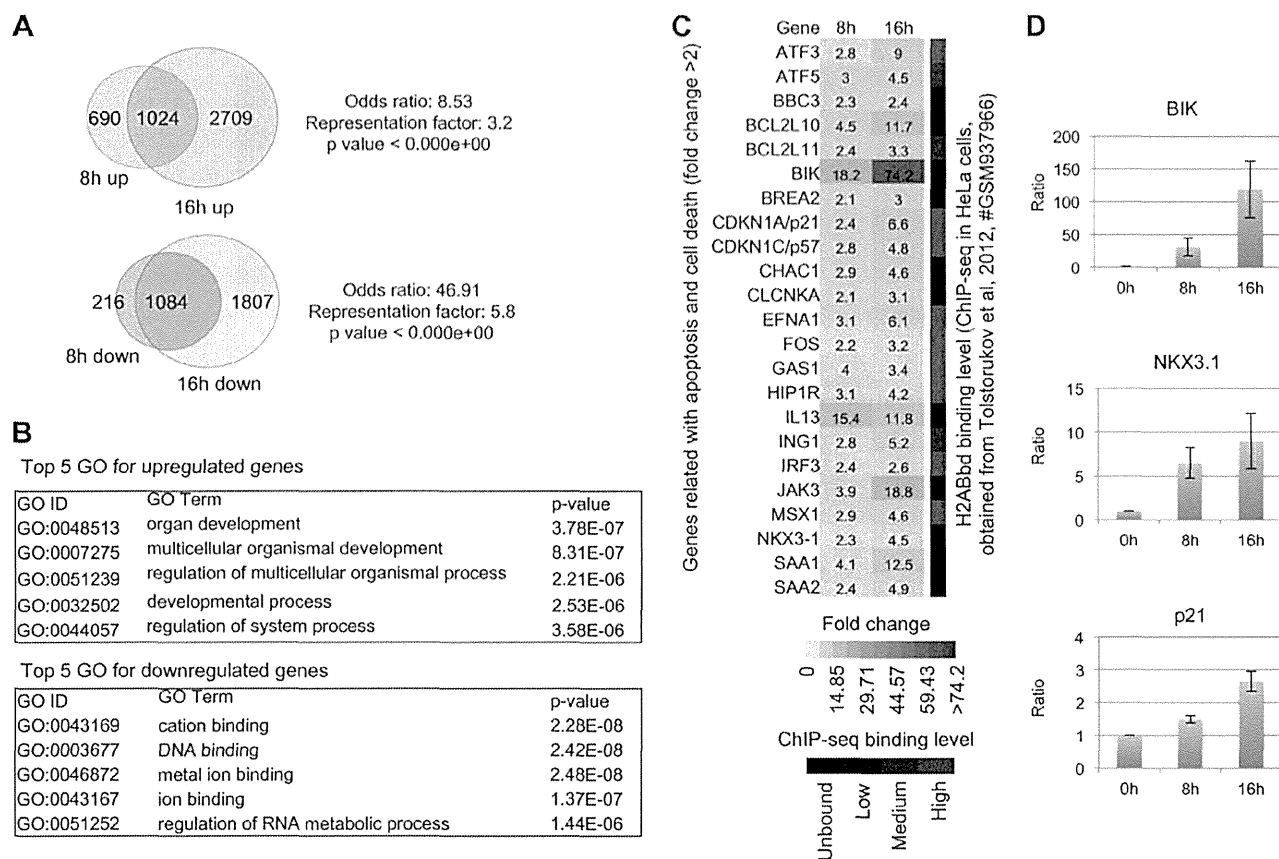 A
690 1024 2709
8h up
16h up
Odds ratio: 8.53
Representation factor: 3.2
p value < 0.000e+00
216 1084 1807
8h down
16h down
Odds ratio: 46.91
Representation factor: 5.8
p value < 0.000e+00
B
Top 5 GO for upregulated genes
GO ID GO Term p-value
GO:0048513 organ development 3.78E-07
GO:0007275 multicellular organismal development 8.31E-07
GO:0051239 regulation of multicellular organismal process 2.21E-06
GO:0032502 developmental process 2.53E-06
GO:0044057 regulation of system process 3.58E-06
Top 5 GO for downregulated genes
GO ID GO Term p-value
GO:0043169 cation binding 2.28E-08
GO:0003677 DNA binding 2.42E-08
GO:0046872 metal ion binding 2.48E-08
GO:0043167 ion binding 1.37E-07
GO:0051252 regulation of RNA metabolic process 1.44E-06
C
Genes related with apoptosis and cell death (fold change >2)
Gene 8h 16h
ATF3 2.8 9
ATF5 3 4.5
BBC3 2.3 2.4
BCL2L10 4.5 11.7
BCL2L11 2.4 3.3
BIK 18.2 74.2
BREA2 2.1 3
CDKN1A/p21 2.4 6.6
CDKN1C/p57 2.8 4.8
CHAC1 2.9 4.6
CLCNKA 2.1 3.1
EFNA1 3.1 6.1
FOS 2.2 3.2
GAS1 4 3.4
HIP1R 3.1 4.2
IL13 15.4 11.8
ING1 2.8 5.2
IRF3 2.4 2.6
JAK3 3.9 18.8
MSX1 2.9 4.6
NKX3-1 2.3 4.5
SAA1 4.1 12.5
SAA2 2.4 4.9
H2ABbd binding level (ChIP-seq in HeLa cells,
obtained from Tolstorukov et al, 2012, #GSM937966)
Fold change
0 14.85 29.71 44.57 59.43 >74.2
ChIP-seq binding level
Unbound Low Medium High
D
BIK
Ratio
200
150
100
50
0
0h 8h 16h
NKX3.1
Ratio
15
10
5
0
0h 8h 16h
p21
Ratio
4
3
2
1
0
0h 8h 16h